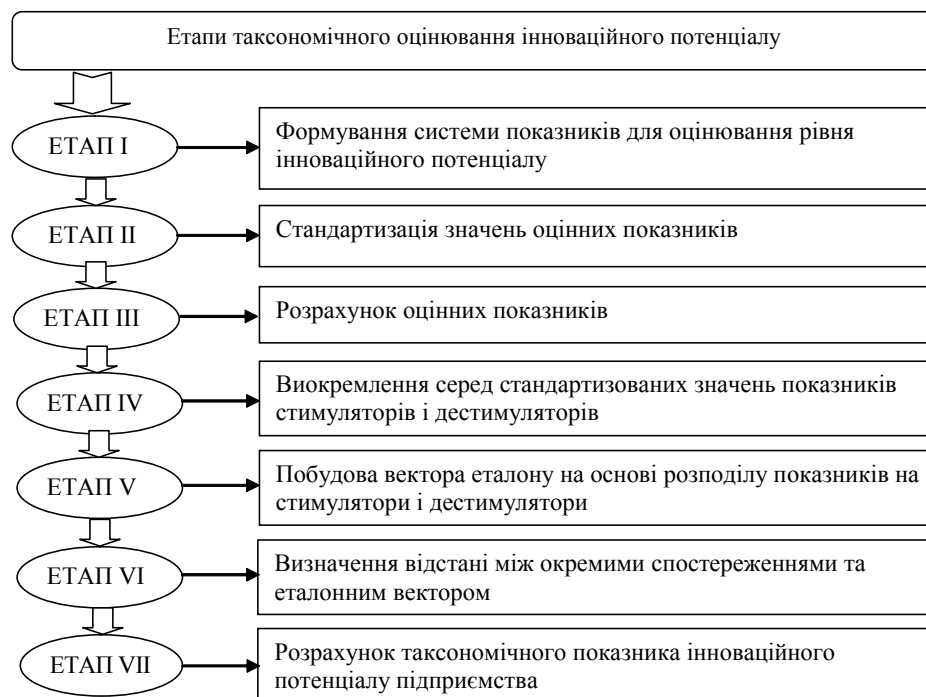 Етапи таксономічного оцінювання інноваційного потенціалу
ЕТАП I
Формування системи показників для оцінювання рівня
інноваційного потенціалу
ЕТАП II
Стандартизація значень оцінних показників
ЕТАП III
Розрахунок оцінних показників
ЕТАП IV
Виокремлення серед стандартизованих значень показників
стимуляторів і дестимуляторів
ЕТАП V
Побудова вектора еталону на основі розподілу показників на
стимулятори і дестимулятори
ЕТАП VI
Визначення відстані між окремими спостереженнями та
еталонним вектором
ЕТАП VII
Розрахунок таксономічного показника інноваційного
потенціалу підприємства